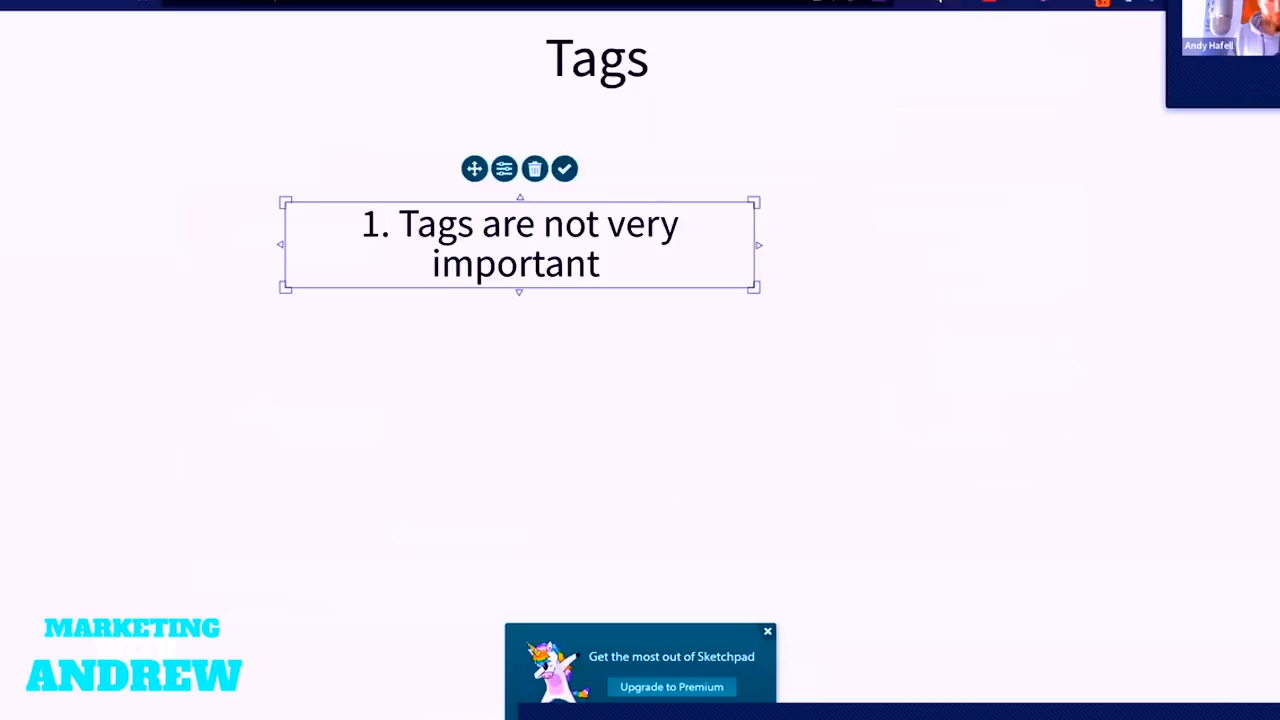 Andy Hafell
Tags
1. Tags are not very
important
MARKETING
WITH
ANDREW
Get the most out of Sketchpad
Upgrade to Premium